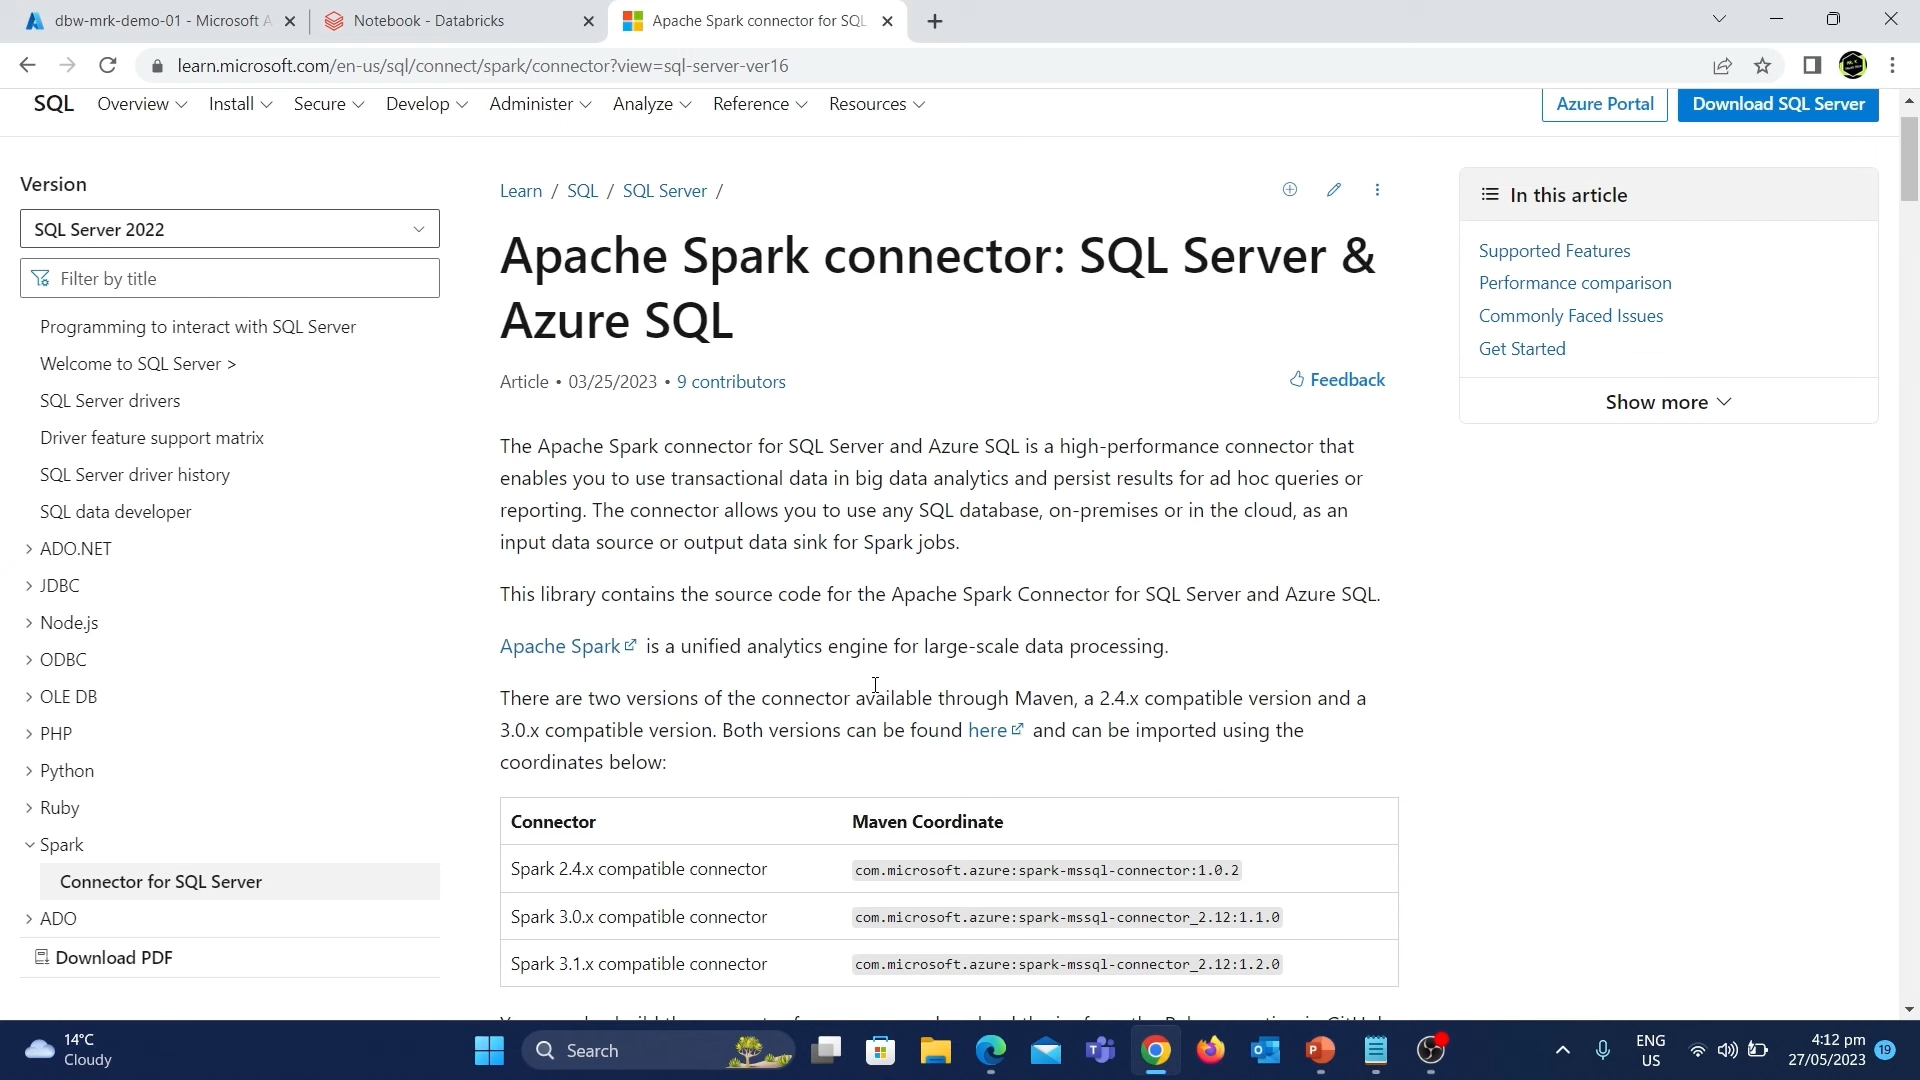 dbw-mrk-demo-01 - Microsoft A
Notebook - Databricks
Apache Spark connector for SQL
learn.microsoft.com/en-us/sql/connect/spark/connector?view=sql-server-ver16
SQL Overview Install Secure Develop Administer Analyze Reference Resources Azure Portal Download SQL Server
Version
SQL Server 2022
Filter by title
Programming to interact with SQL Server
Welcome to SQL Server >
SQL Server drivers
Driver feature support matrix
SQL Server driver history
SQL data developer
ADO.NET
JDBC
Node.js
ODBC
OLE DB
PHP
Python
Ruby
Spark
Connector for SQL Server
ADO
Download PDF
Learn / SQL / SQL Server /
Apache Spark connector: SQL Server &
Azure SQL
Article • 03/25/2023 • 9 contributors
Feedback
The Apache Spark connector for SQL Server and Azure SQL is a high-performance connector that
enables you to use transactional data in big data analytics and persist results for ad hoc queries or
reporting. The connector allows you to use any SQL database, on-premises or in the cloud, as an
input data source or output data sink for Spark jobs.
This library contains the source code for the Apache Spark Connector for SQL Server and Azure SQL.
Apache Spark is a unified analytics engine for large-scale data processing.
There are two versions of the connector available through Maven, a 2.4.x compatible version and a
3.0.x compatible version. Both versions can be found here and can be imported using the
coordinates below:
Connector Maven Coordinate
Spark 2.4.x compatible connector com.microsoft.azure:spark-mssql-connector:1.0.2
Spark 3.0.x compatible connector com.microsoft.azure:spark-mssql-connector_2.12:1.1.0
Spark 3.1.x compatible connector com.microsoft.azure:spark-mssql-connector_2.12:1.2.0
In this article
Supported Features
Performance comparison
Commonly Faced Issues
Get Started
Show more
14°C
Cloudy
Search
ENG
US
4:12 pm
27/05/2023
19